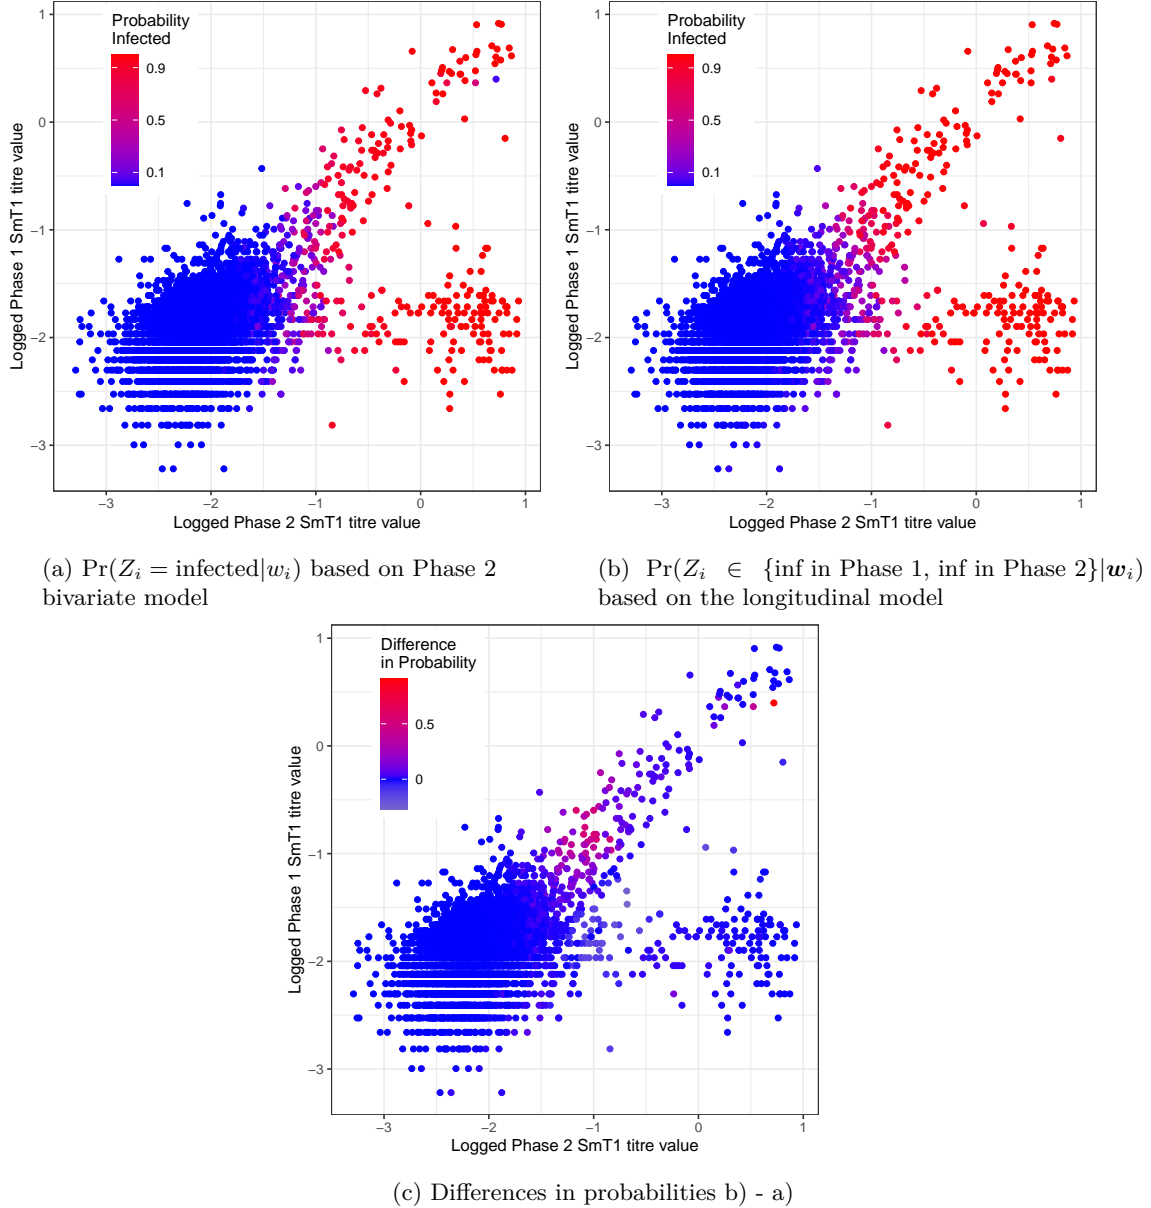 Probability
Infected
0.9
0.5
0.1
1
0
−1
−2
−3
Logged Phase 1 SmT1 titre value
−3 −2 −1 0 1
Logged Phase 2 SmT1 titre value
(a) Pr(Zᵢ = infected|wᵢ) based on Phase 2
bivariate model
Probability
Infected
0.9
0.5
0.1
1
0
−1
−2
−3
Logged Phase 1 SmT1 titre value
−3 −2 −1 0 1
Logged Phase 2 SmT1 titre value
(b) Pr(Zᵢ ∈ {inf in Phase 1, inf in Phase 2}|𝒘ᵢ)
based on the longitudinal model
Difference
in Probability
0.5
0
1
0
−1
−2
−3
Logged Phase 1 SmT1 titre value
−3 −2 −1 0 1
Logged Phase 2 SmT1 titre value
(c) Differences in probabilities b) - a)